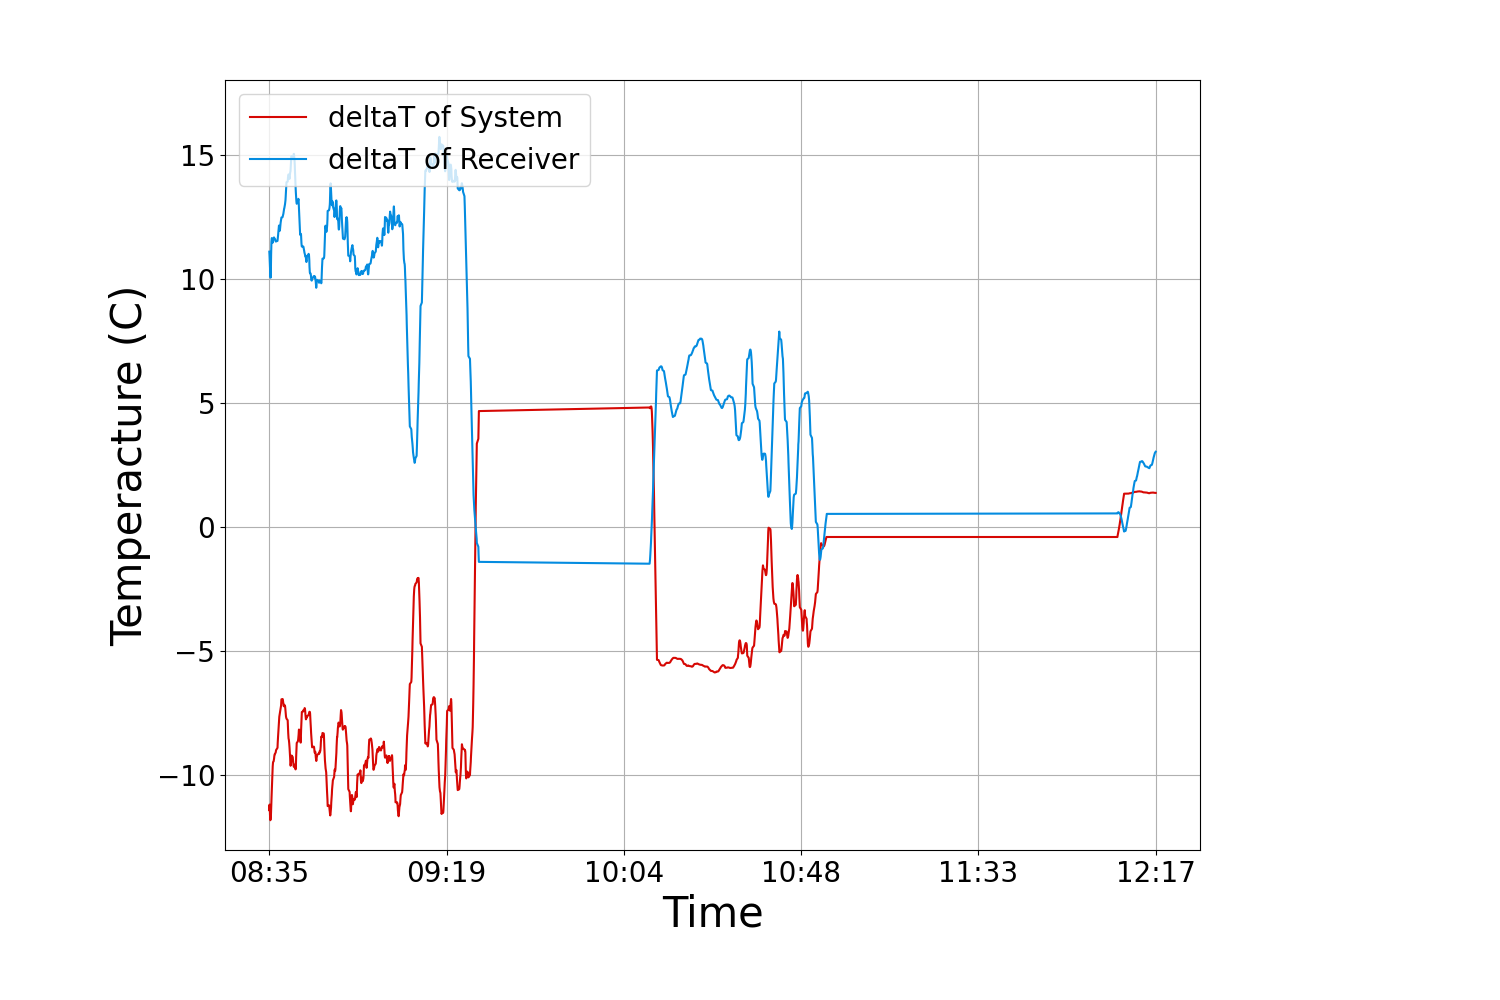 deltaT of System
deltaT of Receiver
15
10
5
0
−5
−10
Temperacture (C)
08:35 09:19 10:04 10:48 11:33 12:17
Time